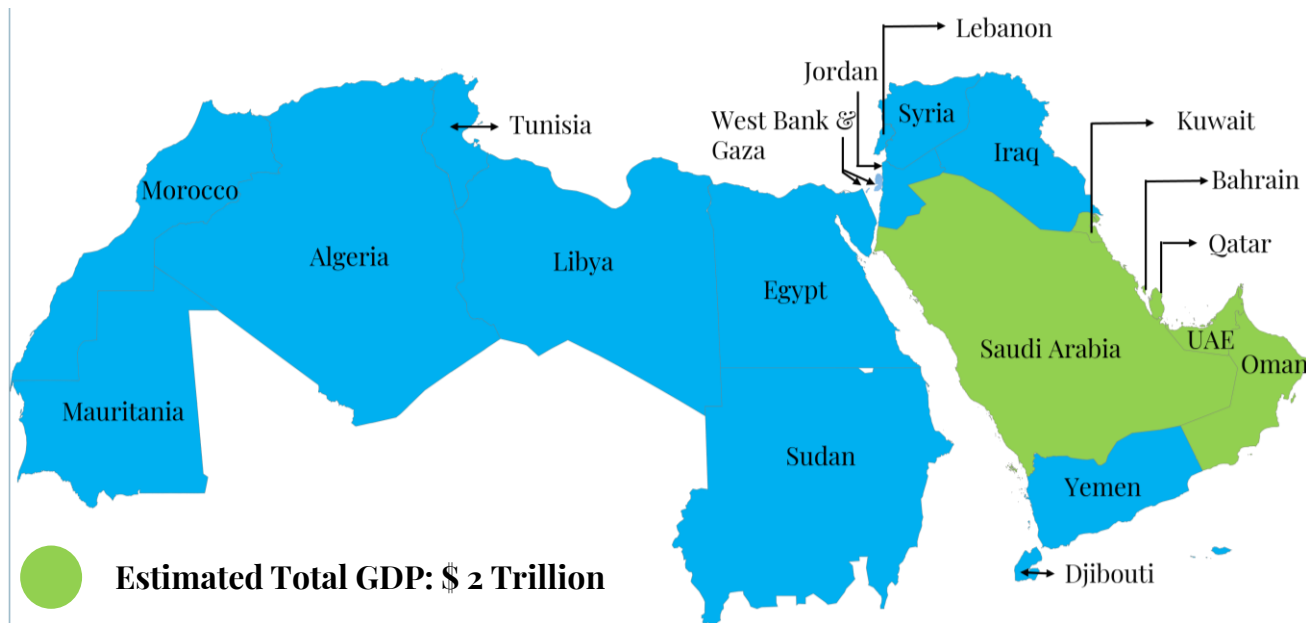 Lebanon
Jordan
Syria
West Bank &
Gaza
Tunisia
Kuwait
Iraq
Bahrain
Morocco
Qatar
Algeria
Libya
Egypt
Saudi Arabia
UAE
Oman
Mauritania
Sudan
Yemen
Djibouti
Estimated Total GDP: $ 2 Trillion